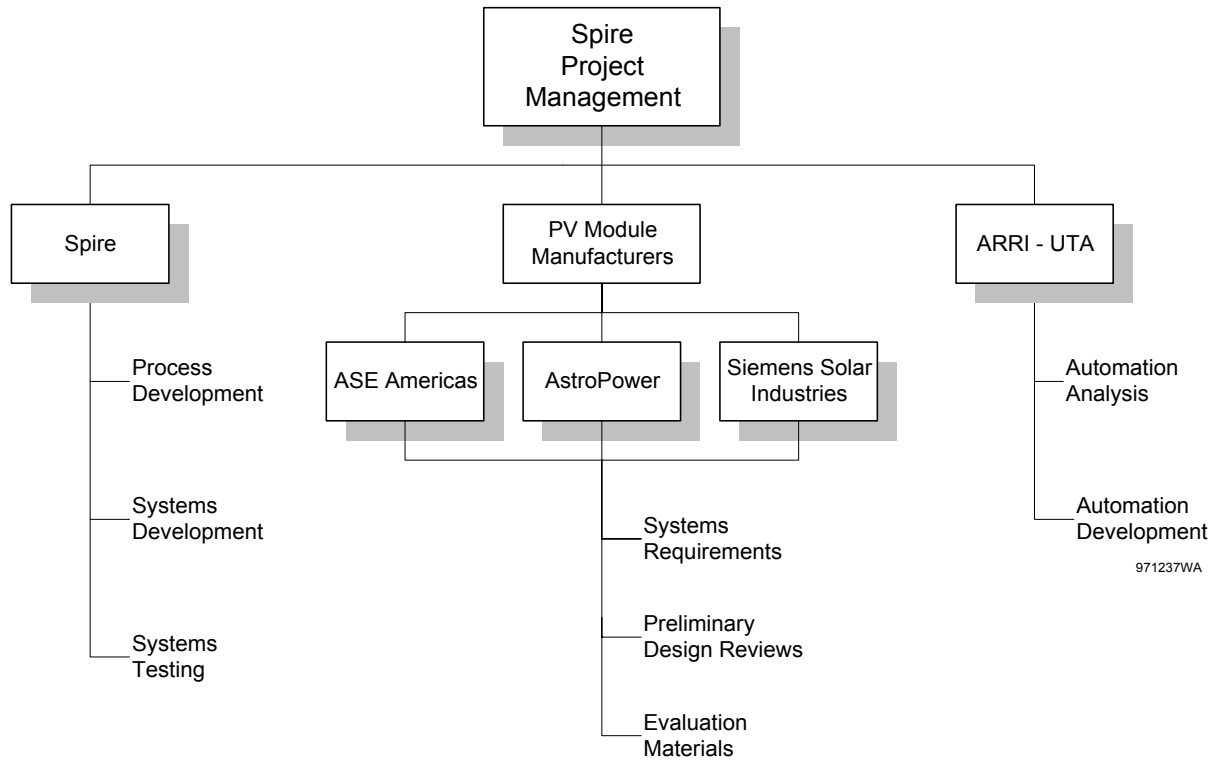 Spire
Project
Management
Spire
PV Module
Manufacturers
ARRI - UTA
ASE Americas
AstroPower
Siemens Solar
Industries
Process
Development
Systems
Development
Systems
Testing
Systems
Requirements
Preliminary
Design Reviews
Evaluation
Materials
Automation
Analysis
Automation
Development
971237WA